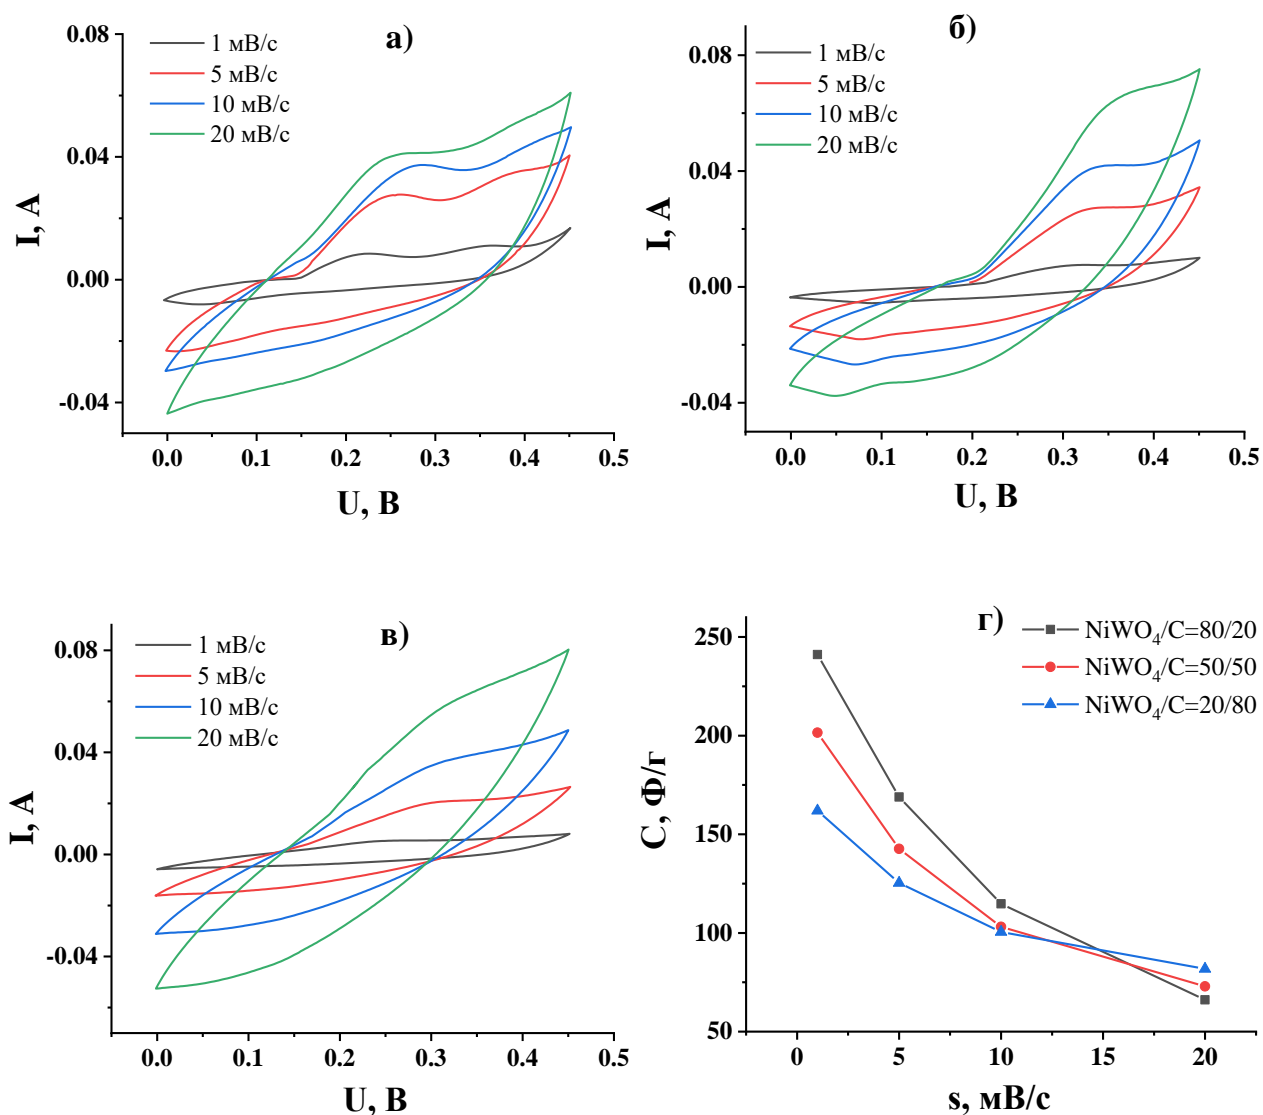 а)
1 мВ/с
5 мВ/с
10 мВ/с
20 мВ/с
0.08
0.04
0.00
-0.04
I, А
0.0 0.1 0.2 0.3 0.4 0.5
U, В
б)
1 мВ/с
5 мВ/с
10 мВ/с
20 мВ/с
0.08
0.04
0.00
-0.04
I, А
0.0 0.1 0.2 0.3 0.4 0.5
U, В
в)
1 мВ/с
5 мВ/с
10 мВ/с
20 мВ/с
0.08
0.04
0.00
-0.04
I, А
0.0 0.1 0.2 0.3 0.4 0.5
U, В
г)
NiWO₄/C=80/20
NiWO₄/C=50/50
NiWO₄/C=20/80
250
200
150
100
50
C, Ф/г
0 5 10 15 20
s, мВ/с